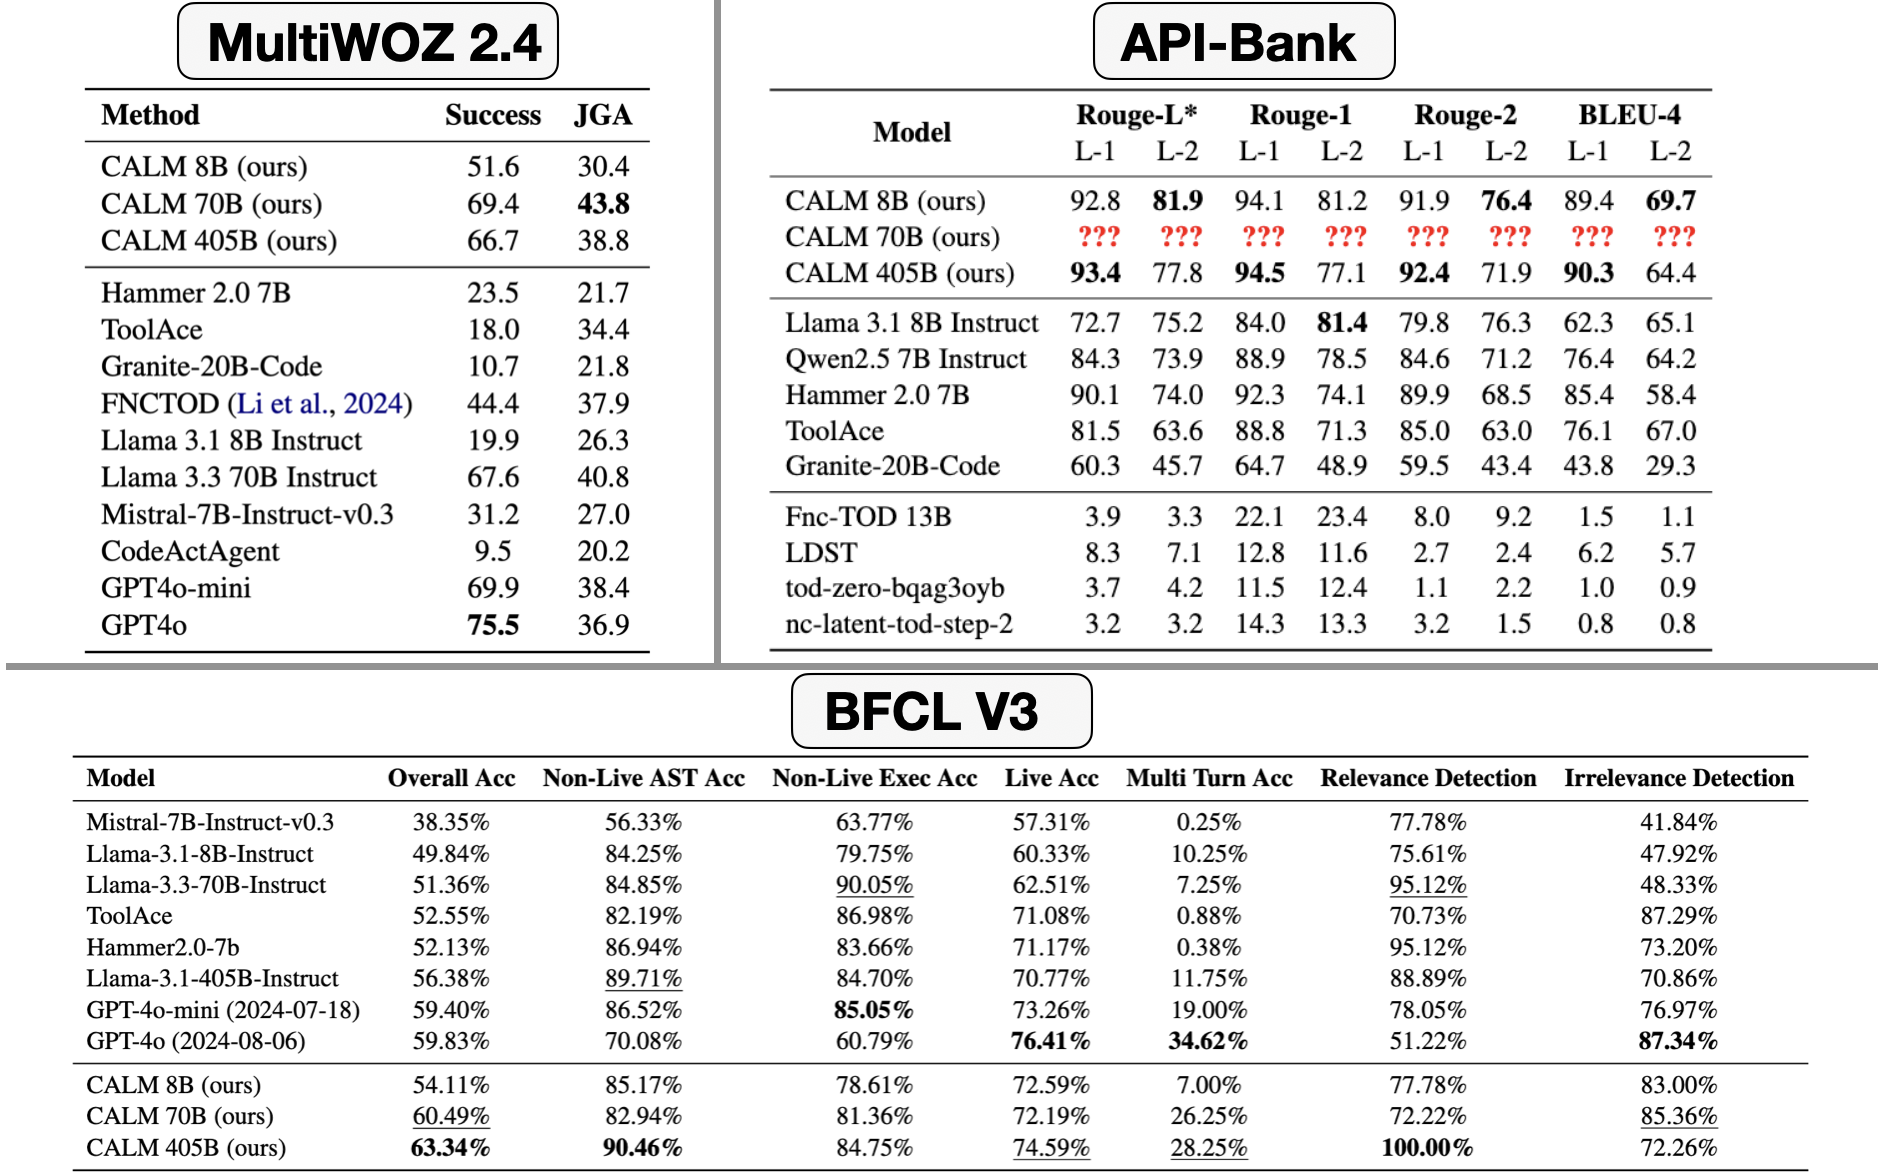 MultiWOZ 2.4
Method Success JGA
CALM 8B (ours) 51.6 30.4
CALM 70B (ours) 69.4 43.8
CALM 405B (ours) 66.7 38.8
Hammer 2.0 7B 23.5 21.7
ToolAce 18.0 34.4
Granite-20B-Code 10.7 21.8
FNCTOD (Li et al., 2024) 44.4 37.9
Llama 3.1 8B Instruct 19.9 26.3
Llama 3.3 70B Instruct 67.6 40.8
Mistral-7B-Instruct-v0.3 31.2 27.0
CodeActAgent 9.5 20.2
GPT4o-mini 69.9 38.4
GPT4o 75.5 36.9
API-Bank
Model Rouge-L* Rouge-1 Rouge-2 BLEU-4
L-1 L-2 L-1 L-2 L-1 L-2 L-1 L-2
CALM 8B (ours) 92.8 81.9 94.1 81.2 91.9 76.4 89.4 69.7
CALM 70B (ours) ??? ??? ??? ??? ??? ??? ??? ???
CALM 405B (ours) 93.4 77.8 94.5 77.1 92.4 71.9 90.3 64.4
Llama 3.1 8B Instruct 72.7 75.2 84.0 81.4 79.8 76.3 62.3 65.1
Qwen2.5 7B Instruct 84.3 73.9 88.9 78.5 84.6 71.2 76.4 64.2
Hammer 2.0 7B 90.1 74.0 92.3 74.1 89.9 68.5 85.4 58.4
ToolAce 81.5 63.6 88.8 71.3 85.0 63.0 76.1 67.0
Granite-20B-Code 60.3 45.7 64.7 48.9 59.5 43.4 43.8 29.3
Fnc-TOD 13B 3.9 3.3 22.1 23.4 8.0 9.2 1.5 1.1
LDST 8.3 7.1 12.8 11.6 2.7 2.4 6.2 5.7
tod-zero-bqag3oyb 3.7 4.2 11.5 12.4 1.1 2.2 1.0 0.9
nc-latent-tod-step-2 3.2 3.2 14.3 13.3 3.2 1.5 0.8 0.8
BFCL V3
Model Overall Acc Non-Live AST Acc Non-Live Exec Acc Live Acc Multi Turn Acc Relevance Detection Irrelevance Detection
Mistral-7B-Instruct-v0.3 38.35% 56.33% 63.77% 57.31% 0.25% 77.78% 41.84%
Llama-3.1-8B-Instruct 49.84% 84.25% 79.75% 60.33% 10.25% 75.61% 47.92%
Llama-3.3-70B-Instruct 51.36% 84.85% 90.05% 62.51% 7.25% 95.12% 48.33%
ToolAce 52.55% 82.19% 86.98% 71.08% 0.88% 70.73% 87.29%
Hammer2.0-7b 52.13% 86.94% 83.66% 71.17% 0.38% 95.12% 73.20%
Llama-3.1-405B-Instruct 56.38% 89.71% 84.70% 70.77% 11.75% 88.89% 70.86%
GPT-4o-mini (2024-07-18) 59.40% 86.52% 85.05% 73.26% 19.00% 78.05% 76.97%
GPT-4o (2024-08-06) 59.83% 70.08% 60.79% 76.41% 34.62% 51.22% 87.34%
CALM 8B (ours) 54.11% 85.17% 78.61% 72.59% 7.00% 77.78% 83.00%
CALM 70B (ours) 60.49% 82.94% 81.36% 72.19% 26.25% 72.22% 85.36%
CALM 405B (ours) 63.34% 90.46% 84.75% 74.59% 28.25% 100.00% 72.26%